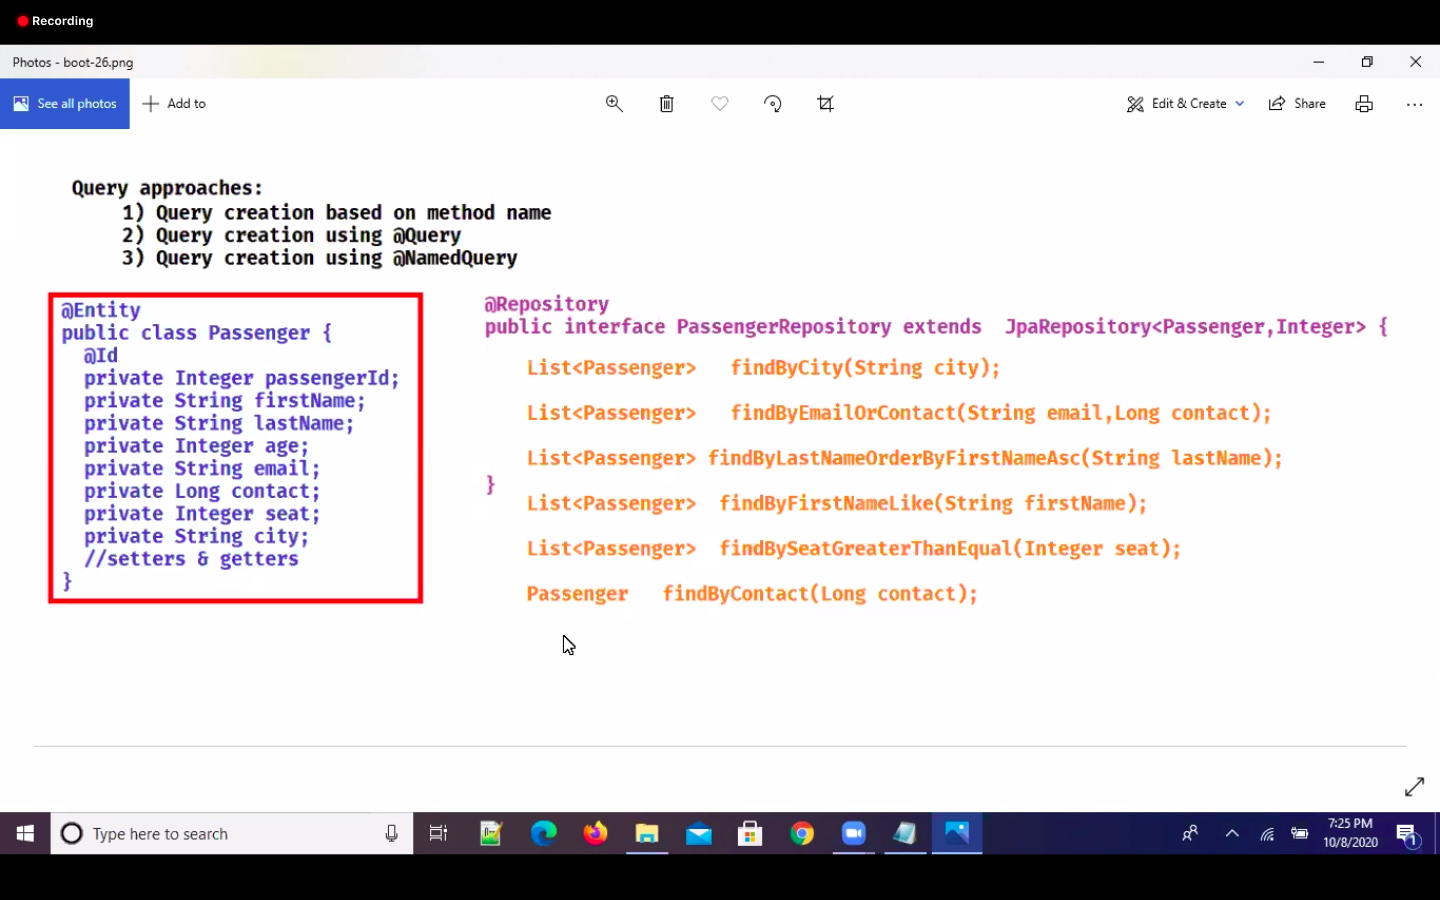 Recording
Photos - boot-26.png
See all photos
Add to
Edit & Create
Share
Query approaches:
1) Query creation based on method name
2) Query creation using @Query
3) Query creation using @NamedQuery
@Entity
public class Passenger {
@Id
private Integer passengerId;
private String firstName;
private String lastName;
private Integer age;
private String email;
private Long contact;
private Integer seat;
private String city;
//setters & getters
}
@Repository
public interface PassengerRepository extends JpaRepository<Passenger,Integer> {
List<Passenger> findByCity(String city);
List<Passenger> findByEmailOrContact(String email,Long contact);
List<Passenger> findByLastNameOrderByFirstNameAsc(String lastName);
}
List<Passenger> findByFirstNameLike(String firstName);
List<Passenger> findBySeatGreaterThanEqual(Integer seat);
Passenger findByContact(Long contact);
Type here to search
7:25 PM
10/8/2020
1